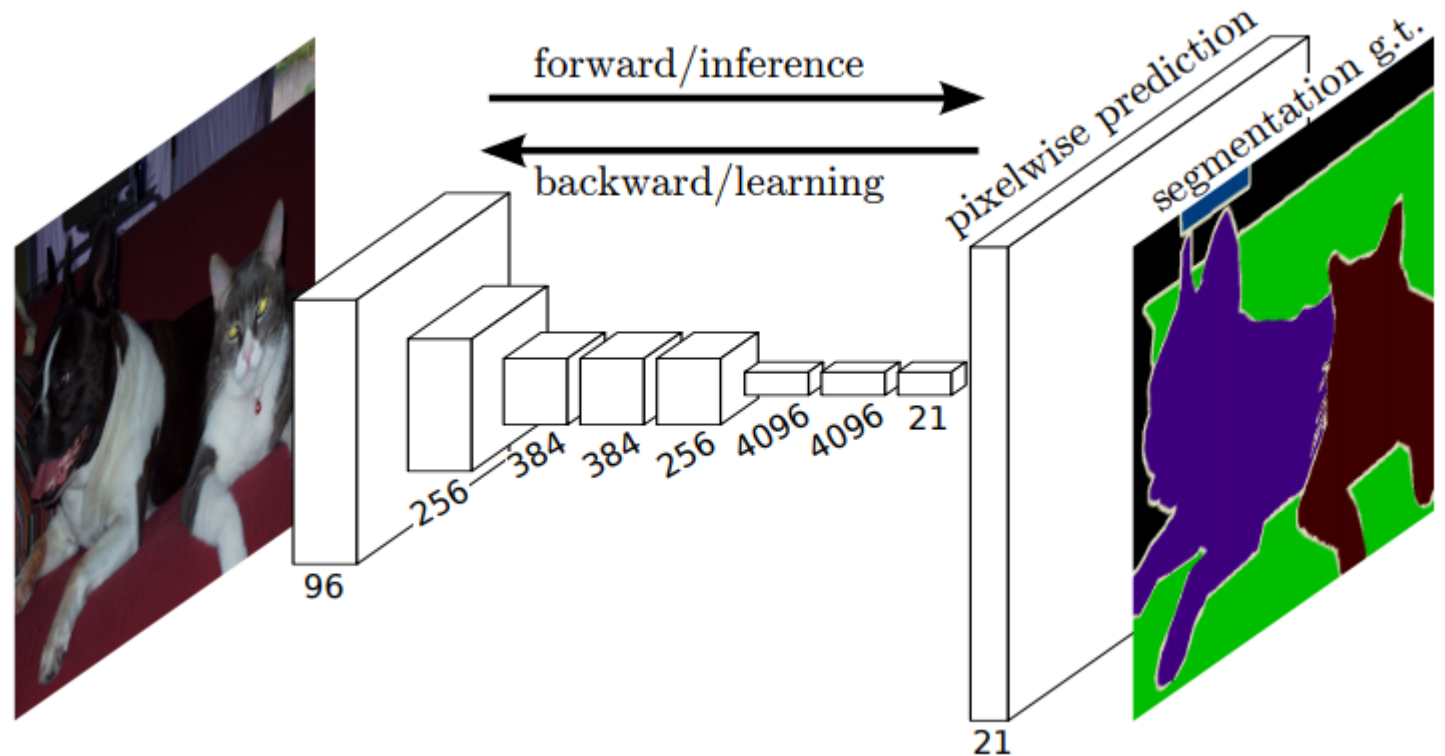 forward/inference
backward/learning
pixelwise prediction
segmentation g.t.
96
256
384
384
256
4096
4096
21
21